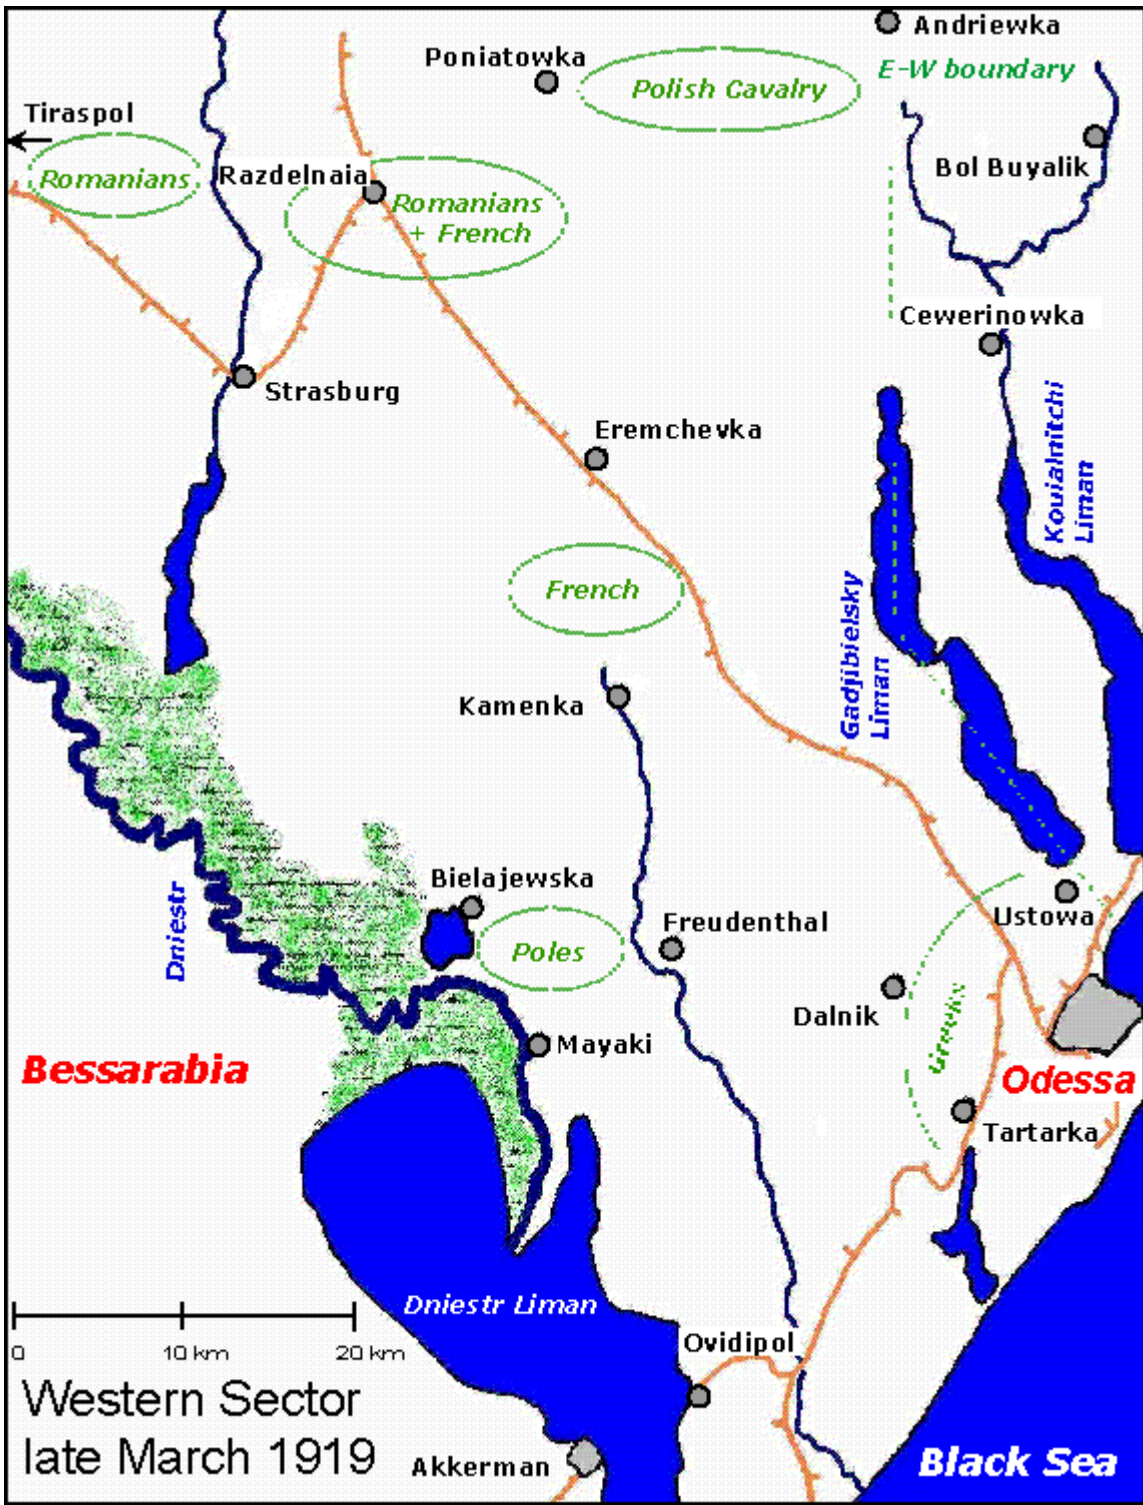 Andriewka
E-W boundary
Poniatowka
Polish Cavalry
Tiraspol
Bol Buyalik
Romanians
Razdelnaia
Romanians
+ French
Cewerinowka
Strasburg
Eremchevka
Kouialnitchi
Liman
French
Gadjibielsky
Liman
Kamenka
Bielajewska
Ustowa
Freudenthal
Dniestr
Poles
Dalnik
Greeks
Mayaki
Bessarabia
Odessa
Tartarka
Dniestr Liman
Ovidipol
0 10 km 20 km
Western Sector
late March 1919
Akkerman
Black Sea